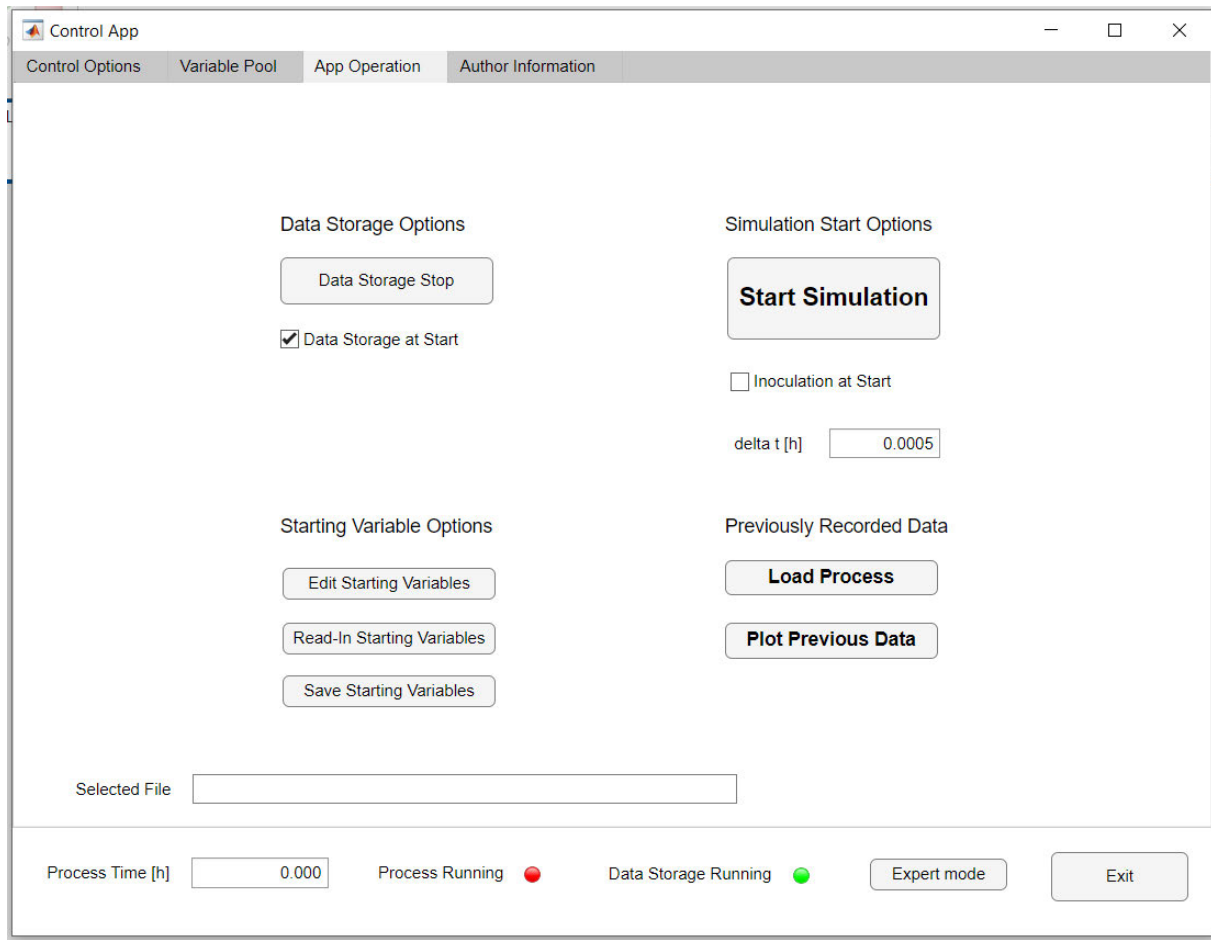 Control App
Control Options Variable Pool App Operation Author Information
Data Storage Options Simulation Start Options
Data Storage Stop Start Simulation
Data Storage at Start
Inoculation at Start
delta t [h] 0.0005
Starting Variable Options Previously Recorded Data
Edit Starting Variables Load Process
Read-In Starting Variables Plot Previous Data
Save Starting Variables
Selected File
Process Time [h] 0.000 Process Running Data Storage Running Expert mode Exit